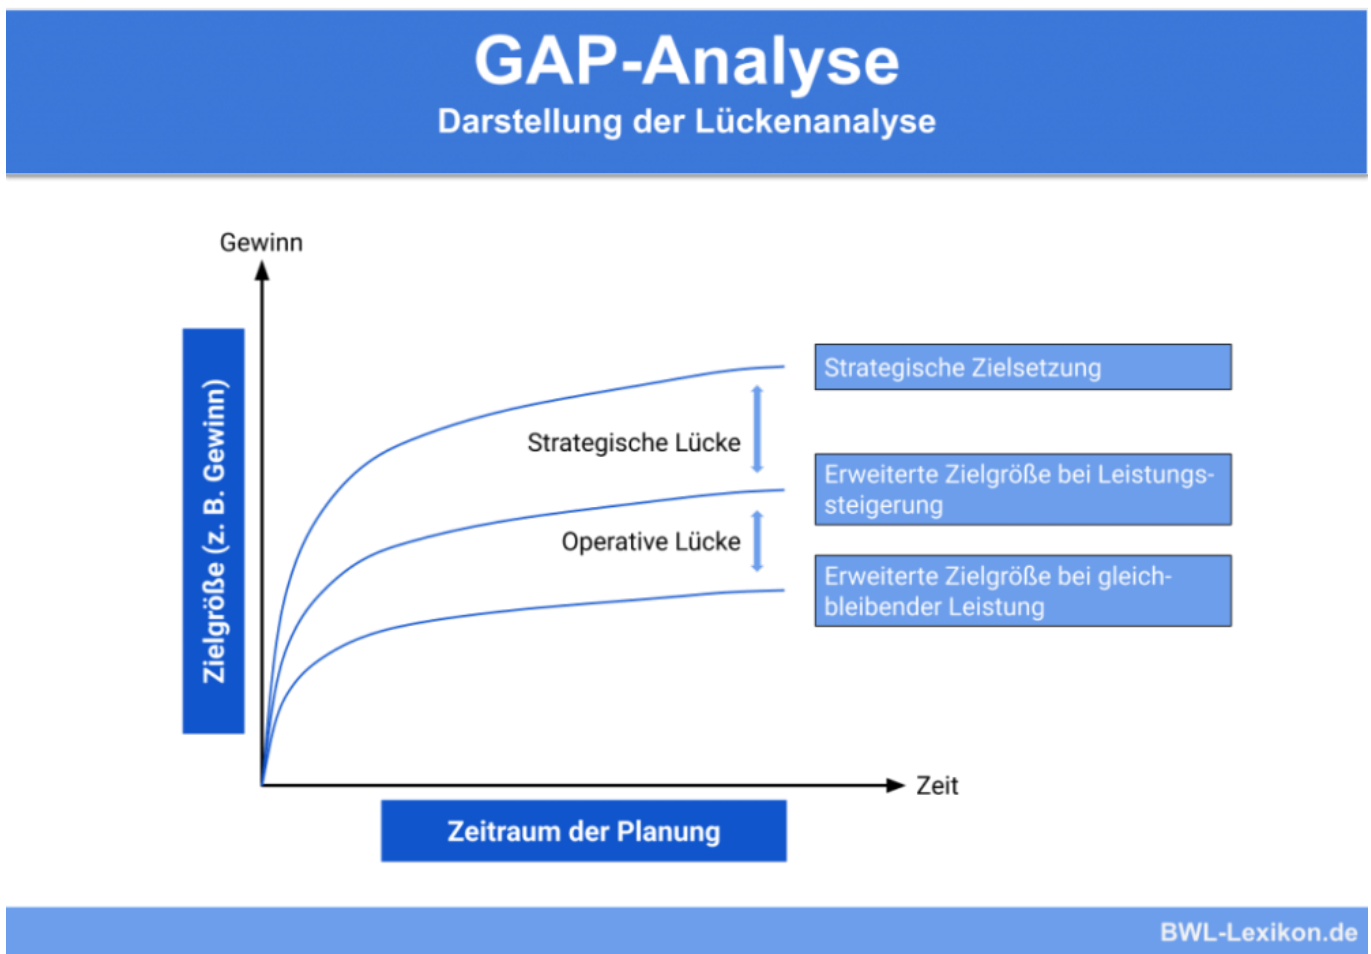 GAP-Analyse
Darstellung der Lückenanalyse
Gewinn
Zielgröße (z. B. Gewinn)
Strategische Zielsetzung
Strategische Lücke
Erweiterte Zielgröße bei Leistungs-
steigerung
Operative Lücke
Erweiterte Zielgröße bei gleich-
bleibender Leistung
Zeit
Zeitraum der Planung
BWL-Lexikon.de